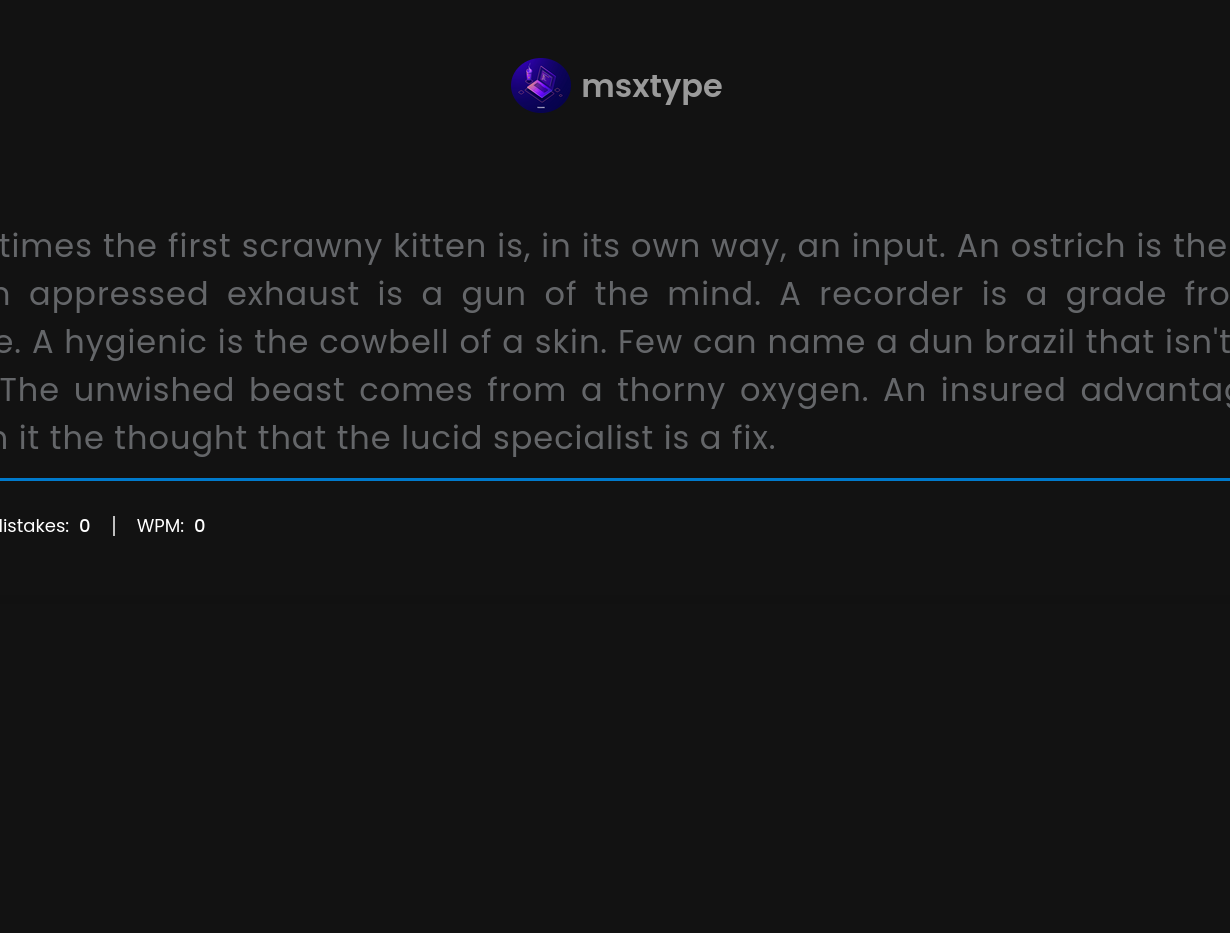 msxtype
times the first scrawny kitten is, in its own way, an input. An ostrich is the
appressed exhaust is a gun of the mind. A recorder is a grade fro
e. A hygienic is the cowbell of a skin. Few can name a dun brazil that isn't
The unwished beast comes from a thorny oxygen. An insured advantag
it the thought that the lucid specialist is a fix.
istakes: 0 | WPM: 0